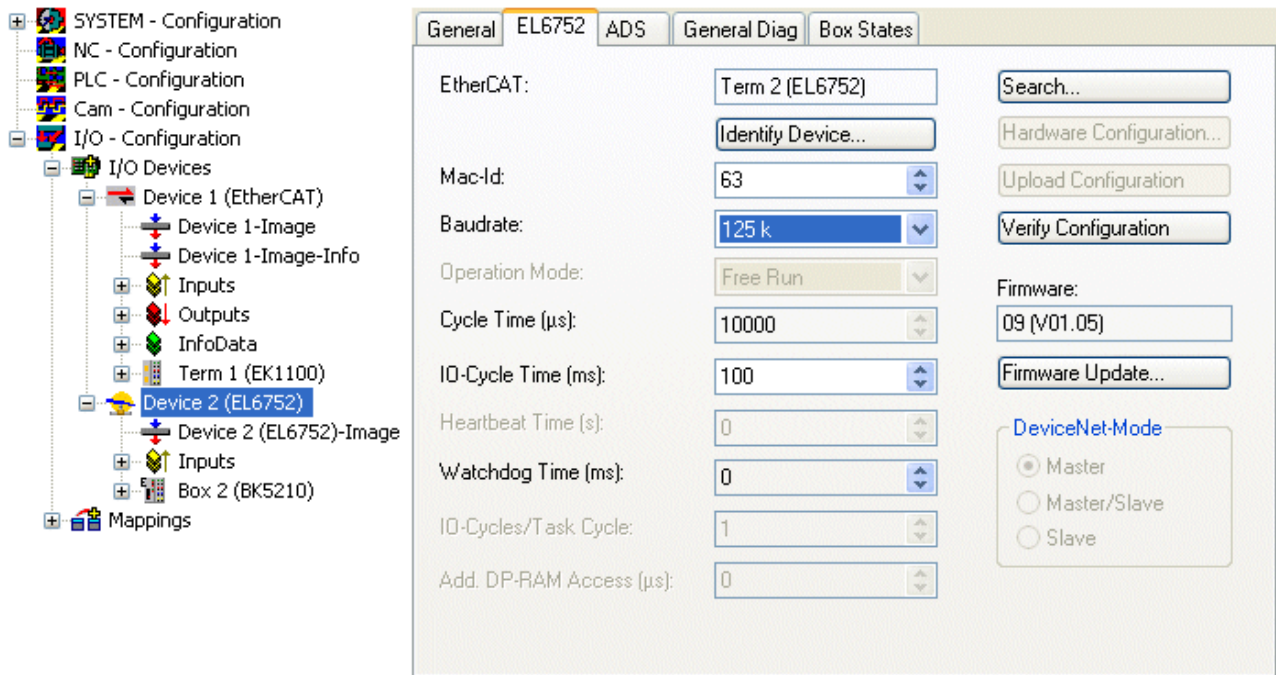 SYSTEM - Configuration
NC - Configuration
PLC - Configuration
Cam - Configuration
I/O - Configuration
I/O Devices
Device 1 (EtherCAT)
Device 1-Image
Device 1-Image-Info
Inputs
Outputs
InfoData
Term 1 (EK1100)
Device 2 (EL6752)
Device 2 (EL6752)-Image
Inputs
Box 2 (BK5210)
Mappings
General EL6752 ADS General Diag Box States
EtherCAT: Term 2 (EL6752) Search...
Identify Device... Hardware Configuration...
Mac-Id: 63 Upload Configuration
Baudrate: 125 k Verify Configuration
Operation Mode: Free Run
Firmware:
Cycle Time (µs): 10000 09 (V01.05)
IO-Cycle Time (ms): 100 Firmware Update...
Heartbeat Time (s): 0 DeviceNet-Mode
Master
Watchdog Time (ms): 0
Master/Slave
IO-Cycles/Task Cycle: 1 Slave
Add. DP-RAM Access (µs): 0